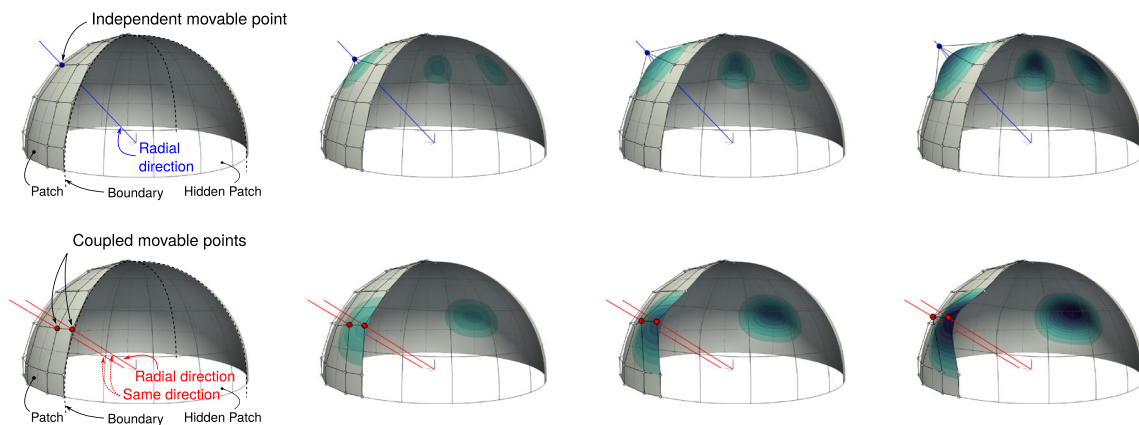 Independent movable point
Radial
direction
Patch
Boundary
Hidden Patch
Coupled movable points
Radial direction
Same direction
Patch
Boundary
Hidden Patch